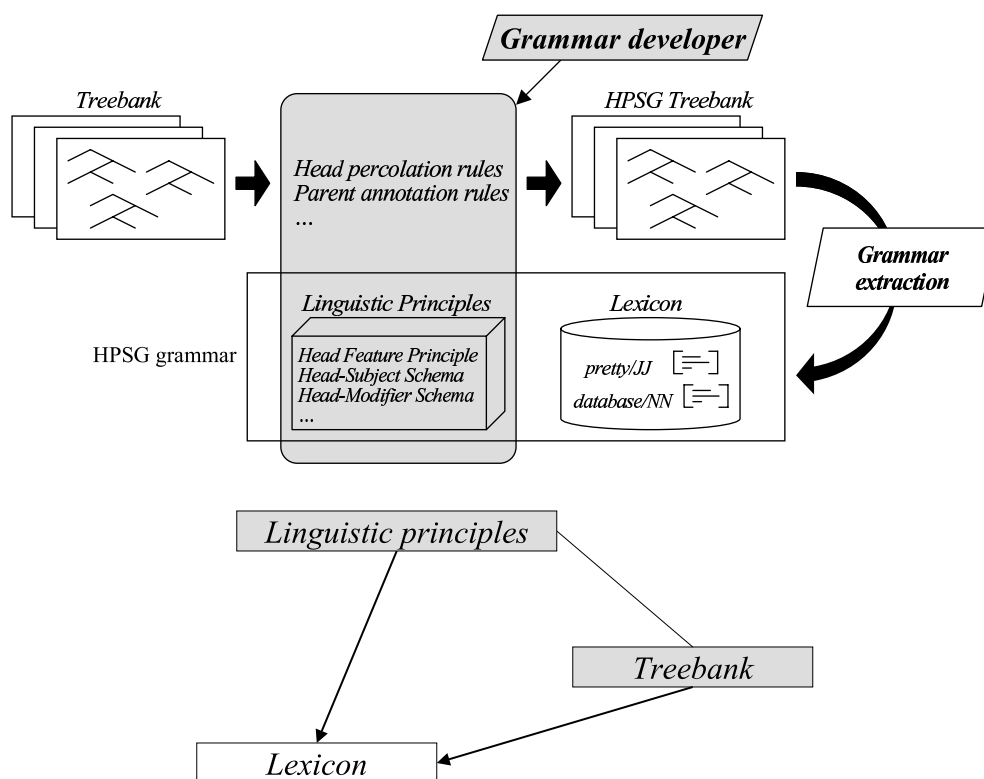 Grammar developer
Treebank
HPSG Treebank
Head percolation rules
Parent annotation rules
...
Grammar
extraction
Linguistic Principles
Lexicon
HPSG grammar
Head Feature Principle
Head-Subject Schema
Head-Modifier Schema
...
pretty/JJ
database/NN
Linguistic principles
Treebank
Lexicon